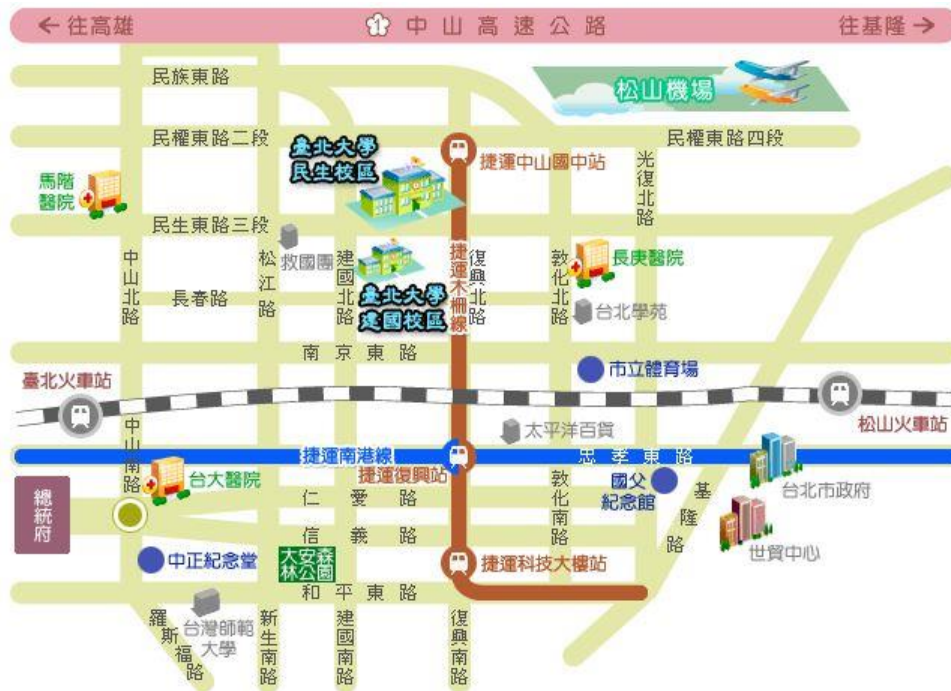 ←往高雄
1 中山高速公路
往基隆→
民族東路
松山機場
民權東路二段
民權東路四段
臺北大學
民生校區
捷運中山國中站
光復北路
馬階
醫院
民生東路三段
救國團
中山北路
松江路
建國北路
捷運木柵線
復興北路
敦化北路
長庚醫院
長春路
臺北大學
建國校區
台北學苑
南京東路
市立體育場
臺北火車站
松山火車站
中山南路
太平洋百貨
捷運南港線
忠孝東路
捷運復興站
台大醫院
國父
紀念館
台北市政府
總統府
仁愛路
敦化南路
基隆路
信義路
世貿中心
中正紀念堂
大安森
林公園
捷運科技大樓站
和平東路
台灣師範
大學
羅斯福路
新生南路
建國南路
復興南路